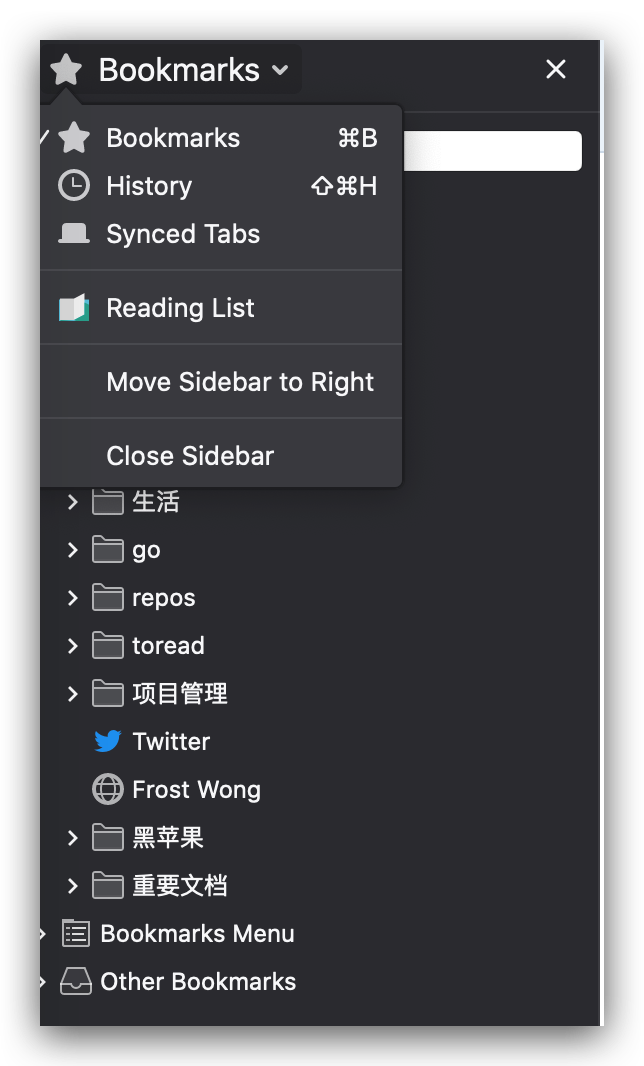 Bookmarks
Bookmarks ⌘B
History ⇧⌘H
Synced Tabs
Reading List
Move Sidebar to Right
Close Sidebar
生活
go
repos
toread
项目管理
Twitter
Frost Wong
黑苹果
重要文档
Bookmarks Menu
Other Bookmarks